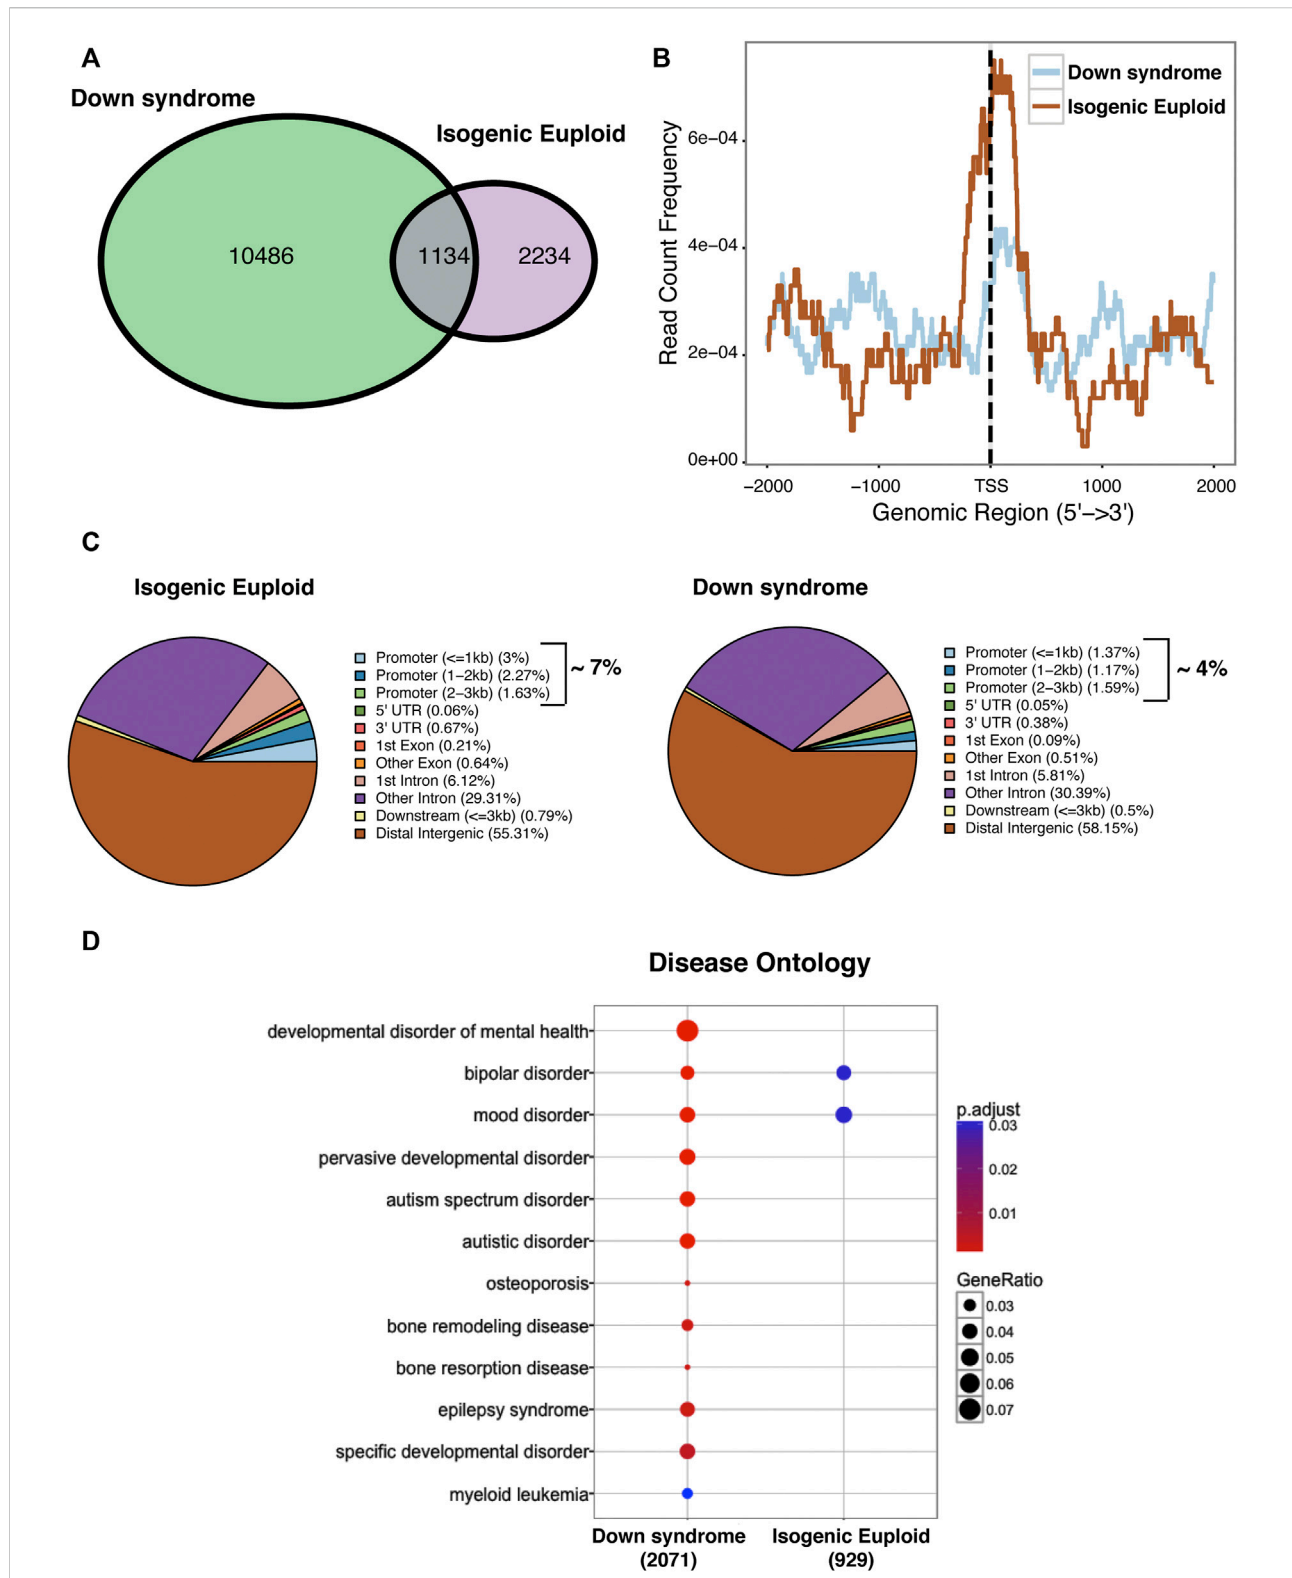 A
Down syndrome
Isogenic Euploid
10486
1134
2234
B
Down syndrome
Isogenic Euploid
Read Count Frequency
6e−04
4e−04
2e−04
0e+00
−2000
−1000
TSS
1000
2000
Genomic Region (5'−>3')
C
Isogenic Euploid
Promoter (<=1kb) (3%)
Promoter (1−2kb) (2.27%)
Promoter (2−3kb) (1.63%)
5' UTR (0.06%)
3' UTR (0.67%)
1st Exon (0.21%)
Other Exon (0.64%)
1st Intron (6.12%)
Other Intron (29.31%)
Downstream (<=3kb) (0.79%)
Distal Intergenic (55.31%)
~ 7%
Down syndrome
Promoter (<=1kb) (1.37%)
Promoter (1−2kb) (1.17%)
Promoter (2−3kb) (1.59%)
5' UTR (0.05%)
3' UTR (0.38%)
1st Exon (0.09%)
Other Exon (0.51%)
1st Intron (5.81%)
Other Intron (30.39%)
Downstream (<=3kb) (0.5%)
Distal Intergenic (58.15%)
~ 4%
D
Disease Ontology
developmental disorder of mental health
bipolar disorder
mood disorder
pervasive developmental disorder
autism spectrum disorder
autistic disorder
osteoporosis
bone remodeling disease
bone resorption disease
epilepsy syndrome
specific developmental disorder
myeloid leukemia
Down syndrome
(2071)
Isogenic Euploid
(929)
p.adjust
0.03
0.02
0.01
GeneRatio
0.03
0.04
0.05
0.06
0.07